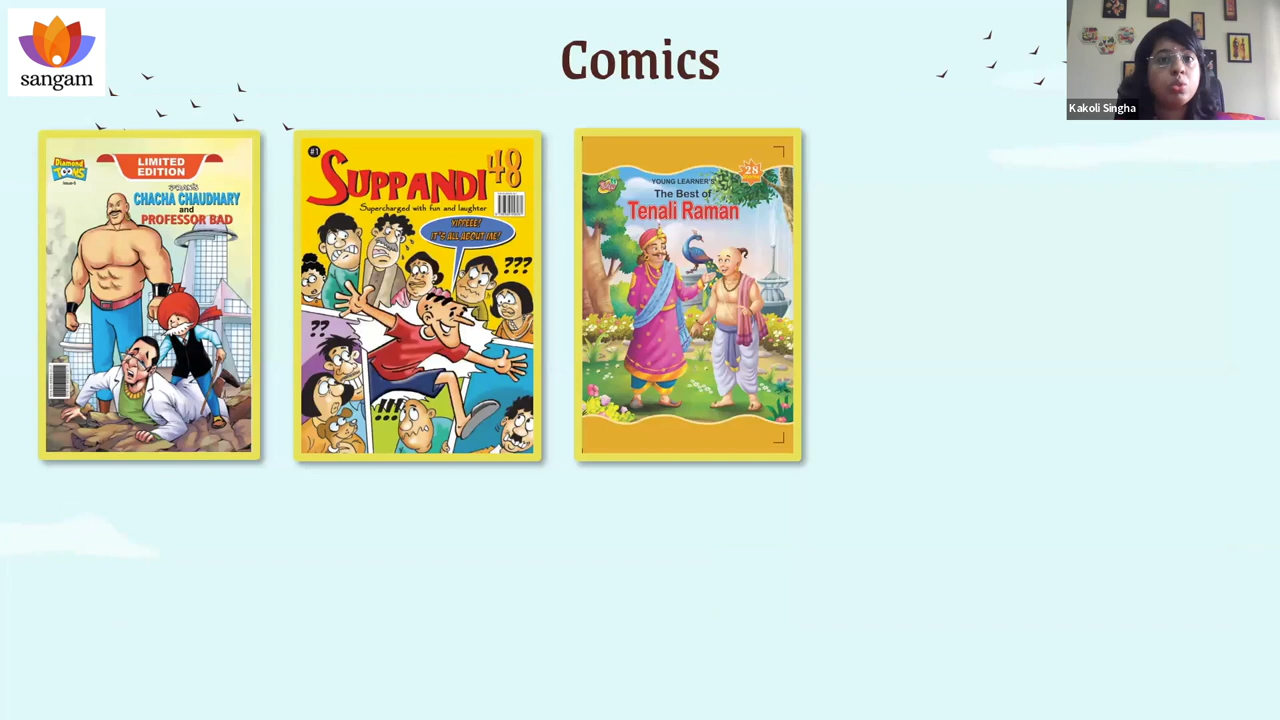 sangam
Comics
Kakoli Singha
Diamond
TOONS
LIMITED
EDITION
PRAN'S
CHACHA CHAUDHARY
and
PROFESSOR BAD
#1
SUPPANDI 48
Supercharged with fun and laughter
IT'S ALL ABOUT ME!
???
??
!!!
28
YOUNG LEARNER'S
The Best of
Tenali Raman